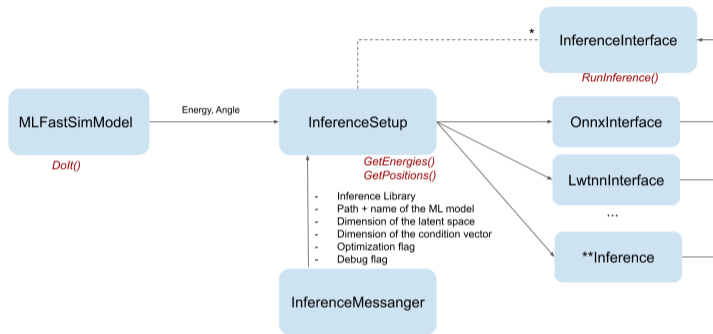 *
InferenceInterface
RunInference()
MLFastSimModel
DoIt()
Energy, Angle
InferenceSetup
GetEnergies()
GetPositions()
OnnxInterface
LwtnnInterface
...
**Inference
- Inference Library
- Path + name of the ML model
- Dimension of the latent space
- Dimension of the condition vector
- Optimization flag
- Debug flag
InferenceMessanger